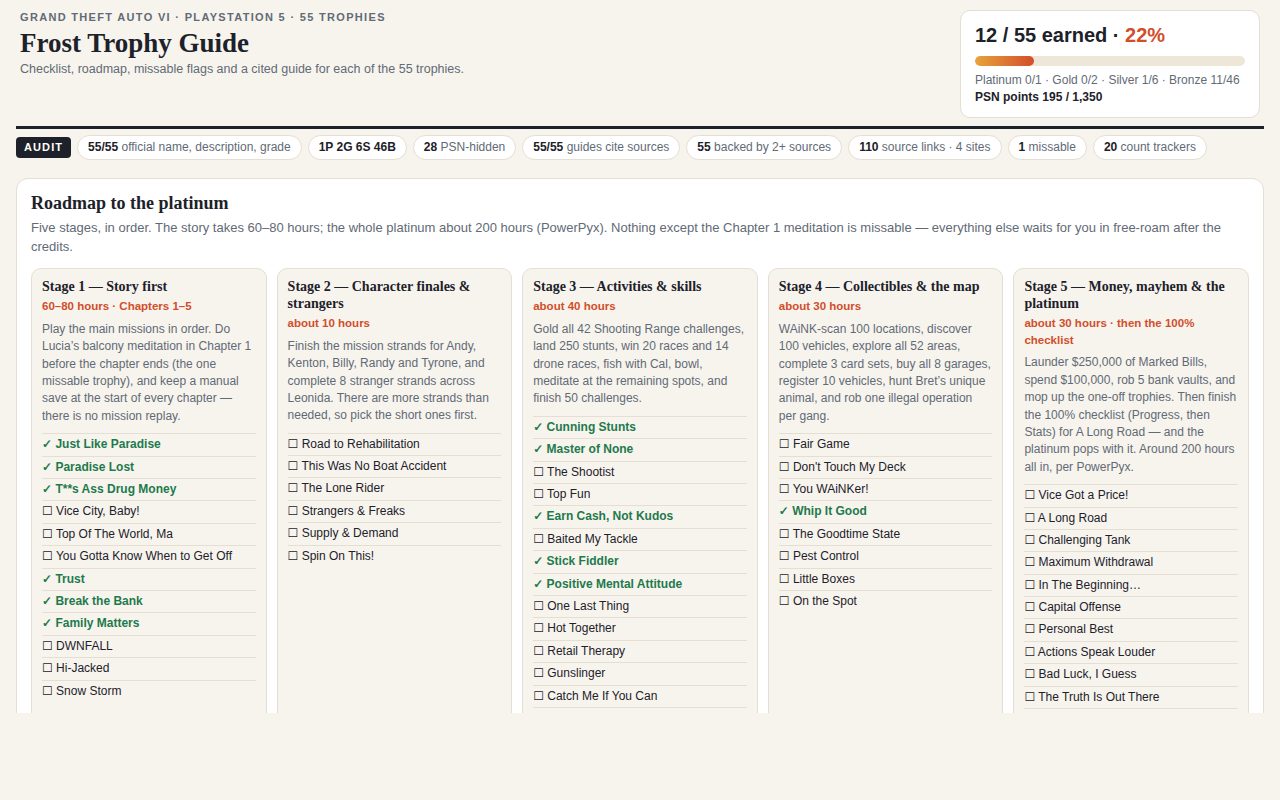 GRAND THEFT AUTO VI · PLAYSTATION 5 · 55 TROPHIES
Frost Trophy Guide
Checklist, roadmap, missable flags and a cited guide for each of the 55 trophies.
12 / 55 earned · 22%
Platinum 0/1 · Gold 0/2 · Silver 1/6 · Bronze 11/46
PSN points 195 / 1,350
AUDIT
55/55 official name, description, grade
1P 2G 6S 46B
28 PSN-hidden
55/55 guides cite sources
55 backed by 2+ sources
110 source links · 4 sites
1 missable
20 count trackers
Roadmap to the platinum
Five stages, in order. The story takes 60–80 hours; the whole platinum about 200 hours (PowerPyx). Nothing except the Chapter 1 meditation is missable — everything else waits for you in free-roam after the
credits.
Stage 1 — Story first
60–80 hours · Chapters 1–5
Play the main missions in order. Do
Lucia's balcony meditation in Chapter 1
before the chapter ends (the one
missable trophy), and keep a manual
save at the start of every chapter —
there is no mission replay.
✓ Just Like Paradise
✓ Paradise Lost
✓ T**s Ass Drug Money
☐ Vice City, Baby!
☐ Top Of The World, Ma
☐ You Gotta Know When to Get Off
✓ Trust
✓ Break the Bank
✓ Family Matters
☐ DWNFALL
☐ Hi-Jacked
☐ Snow Storm
Stage 2 — Character finales &
strangers
about 10 hours
Finish the mission strands for Andy,
Kenton, Billy, Randy and Tyrone, and
complete 8 stranger strands across
Leonida. There are more strands than
needed, so pick the short ones first.
☐ Road to Rehabilitation
☐ This Was No Boat Accident
☐ The Lone Rider
☐ Strangers & Freaks
☐ Supply & Demand
☐ Spin On This!
Stage 3 — Activities & skills
about 40 hours
Gold all 42 Shooting Range challenges,
land 250 stunts, win 20 races and 14
drone races, fish with Cal, bowl,
meditate at the remaining spots, and
finish 50 challenges.
✓ Cunning Stunts
✓ Master of None
☐ The Shootist
☐ Top Fun
✓ Earn Cash, Not Kudos
☐ Baited My Tackle
✓ Stick Fiddler
✓ Positive Mental Attitude
☐ One Last Thing
☐ Hot Together
☐ Retail Therapy
☐ Gunslinger
☐ Catch Me If You Can
Stage 4 — Collectibles & the map
about 30 hours
WAiNK-scan 100 locations, discover
100 vehicles, explore all 52 areas,
complete 3 card sets, buy all 8 garages,
register 10 vehicles, hunt Bret's unique
animal, and rob one illegal operation
per gang.
☐ Fair Game
☐ Don't Touch My Deck
☐ You WAiNKer!
✓ Whip It Good
☐ The Goodtime State
☐ Pest Control
☐ Little Boxes
☐ On the Spot
Stage 5 — Money, mayhem & the
platinum
about 30 hours · then the 100%
checklist
Launder $250,000 of Marked Bills,
spend $100,000, rob 5 bank vaults, and
mop up the one-off trophies. Then finish
the 100% checklist (Progress, then
Stats) for A Long Road — and the
platinum pops with it. Around 200 hours
all in, per PowerPyx.
☐ Vice Got a Price!
☐ A Long Road
☐ Challenging Tank
☐ Maximum Withdrawal
☐ In The Beginning…
☐ Capital Offense
☐ Personal Best
☐ Actions Speak Louder
☐ Bad Luck, I Guess
☐ The Truth Is Out There